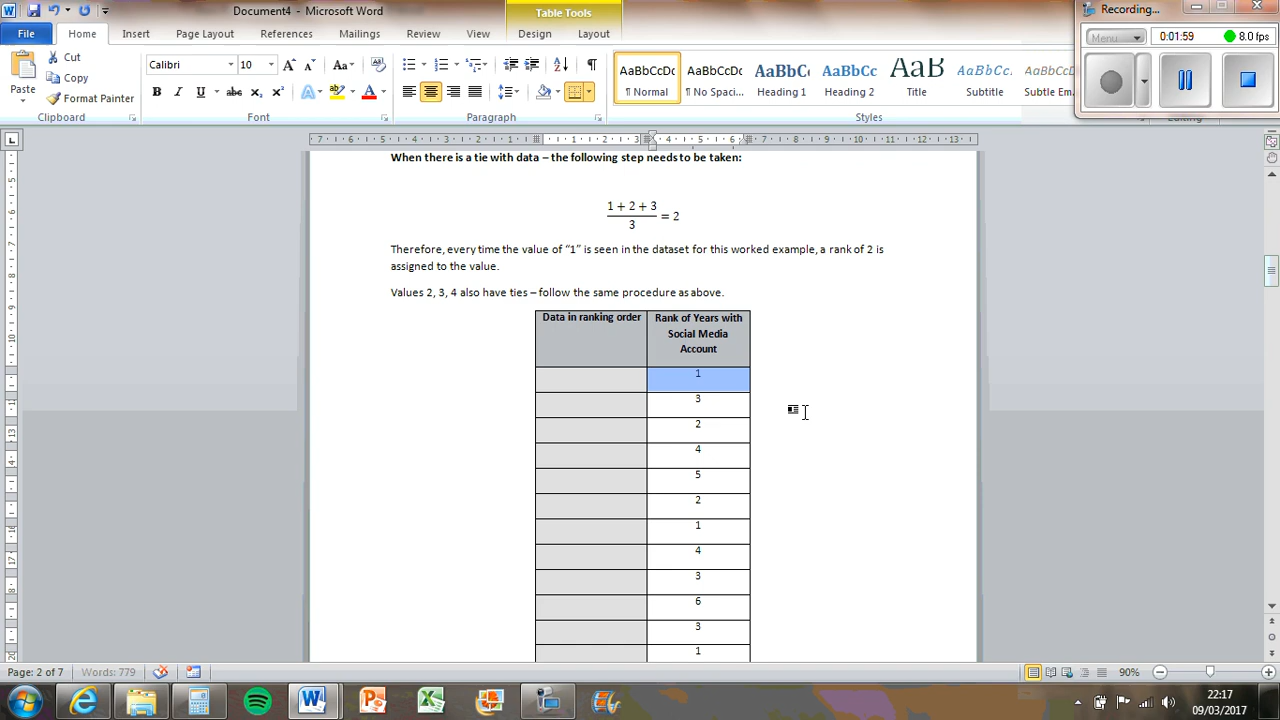 Document4 - Microsoft Word
Table Tools
Recording...
File
Home
Insert
Page Layout
References
Mailings
Review
View
Design
Layout
Menu
0:01:59
8.0 fps
Paste
Cut
Copy
Format Painter
Clipboard
Calibri
10
Font
Paragraph
AaBbCcDc
¶ Normal
AaBbCcDc
¶ No Spaci...
AaBbCc
Heading 1
AaBbCc
Heading 2
AaB
Title
AaBbCc.
Subtitle
AaBbCcDc
Subtle Em...
Styles
Editing
When there is a tie with data – the following step needs to be taken:
1 + 2 + 3
3
= 2
Therefore, every time the value of “1” is seen in the dataset for this worked example, a rank of 2 is
assigned to the value.
Values 2, 3, 4 also have ties – follow the same procedure as above.
Data in ranking order
Rank of Years with
Social Media
Account
1
3
2
4
5
2
1
4
3
6
3
1
Page: 2 of 7
Words: 779
90%
22:17
09/03/2017